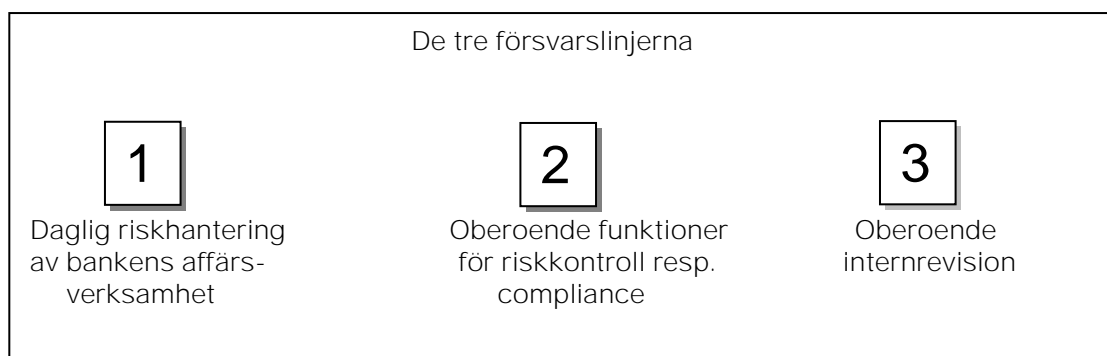 De tre försvarslinjerna
1
Daglig riskhantering
av bankens affärs-
verksamhet
2
Oberoende funktioner
för riskkontroll resp.
compliance
3
Oberoende
internrevision